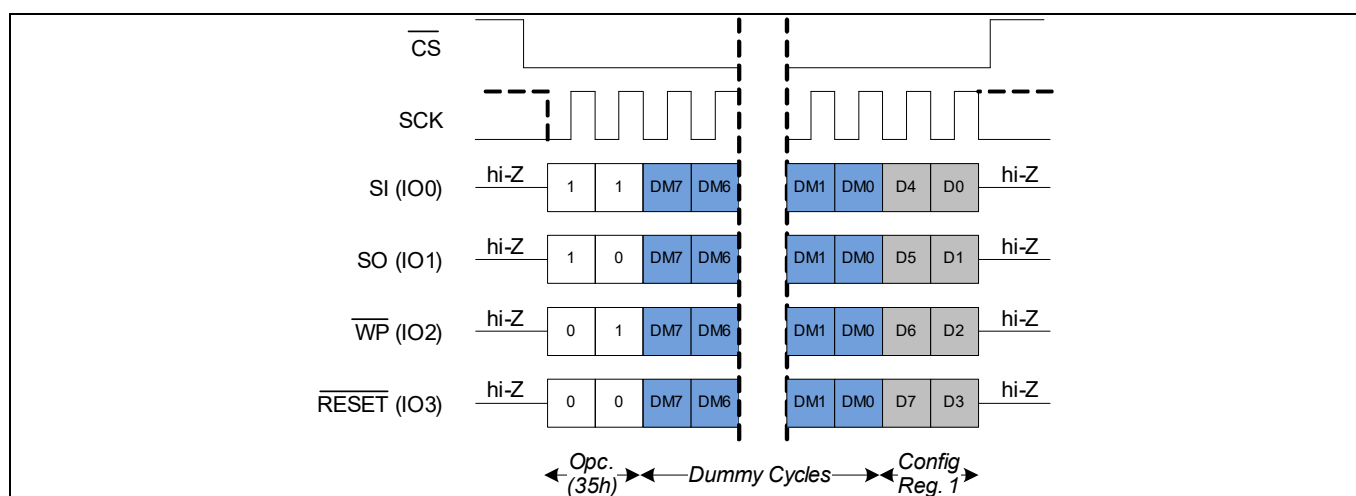 CS
SCK
hi-Z hi-Z
SI (IO0) 1 1 DM7 DM6 DM1 DM0 D4 D0
hi-Z hi-Z
SO (IO1) 1 0 DM7 DM6 DM1 DM0 D5 D1
hi-Z hi-Z
WP (IO2) 0 1 DM7 DM6 DM1 DM0 D6 D2
hi-Z hi-Z
RESET (IO3) 0 0 DM7 DM6 DM1 DM0 D7 D3
Opc. Dummy Cycles Config
(35h) Reg. 1